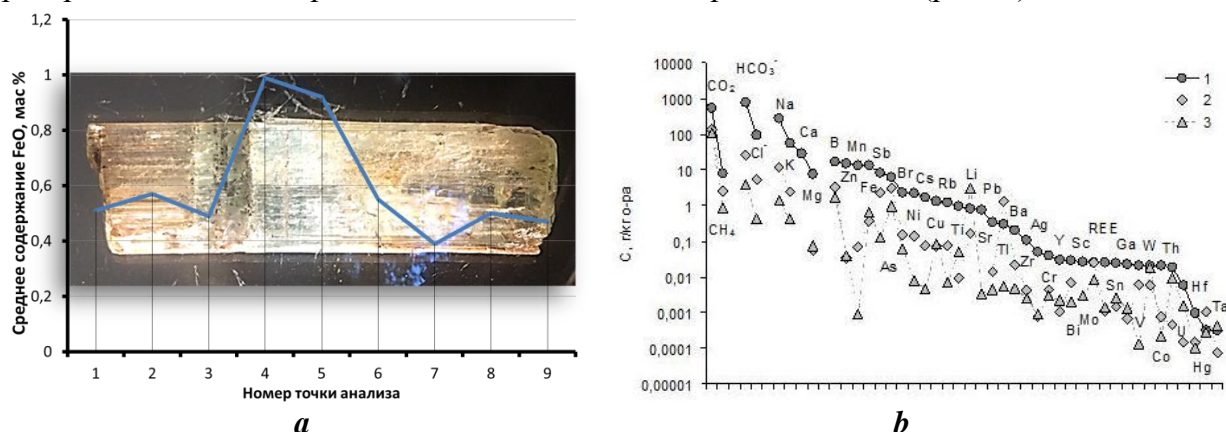 1,2
1
0,8
0,6
0,4
0,2
0
Среднее содержание FeO, мас %
1 2 3 4 5 6 7 8 9
Номер точки анализа
a
10000
1000
100
10
1
0,1
0,01
0,001
0,0001
0,00001
C, г/кг р-ра
CO₂
CH₄
HCO₃⁻
Cl⁻
Na
K
Ca
Mg
B
Zn
Mn
Fe
Sb
As
Br
Ni
Cs
Cu
Rb
Ti
Li
Sr
Pb
Tl
Ba
Zr
Ag
Cr
Y
Bi
Sc
Mo
REE
Sn
Ga
V
W
Co
Th
U
Hf
Hg
Ta
1
2
3
b